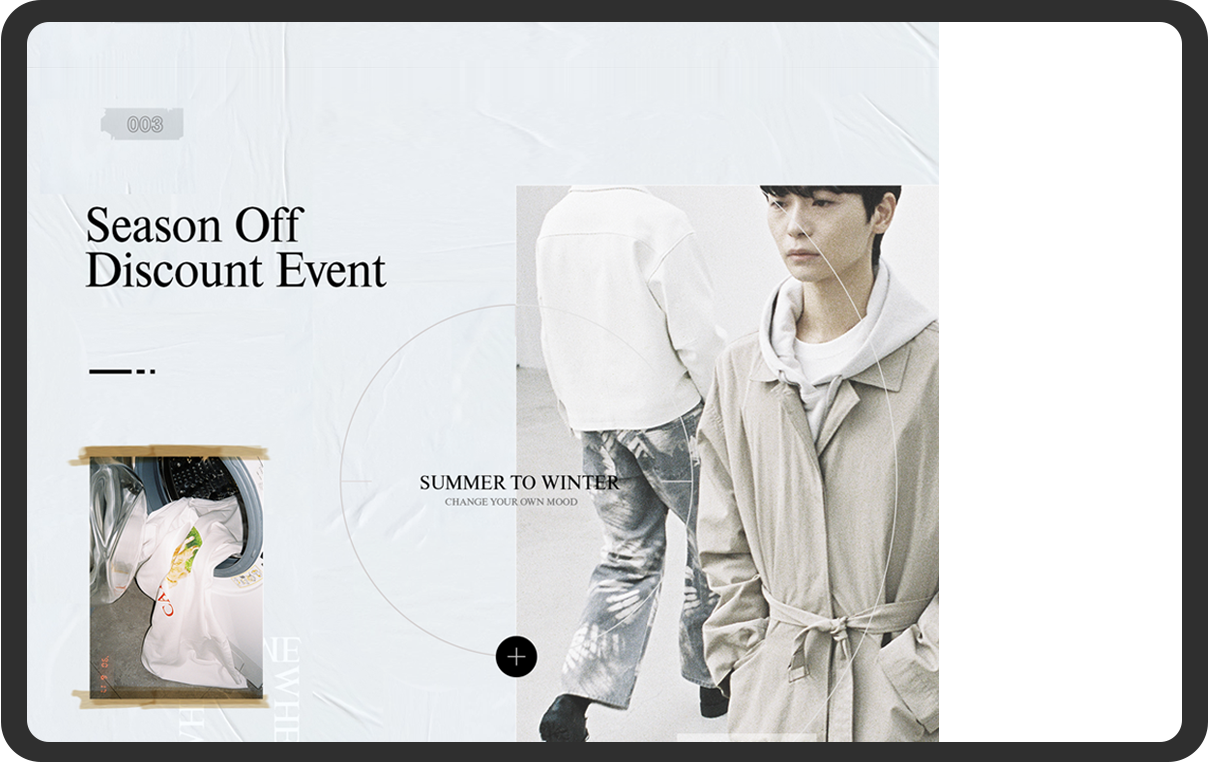 003
Season Off
Discount Event
SUMMER TO WINTER
CHANGE YOUR OWN MOOD